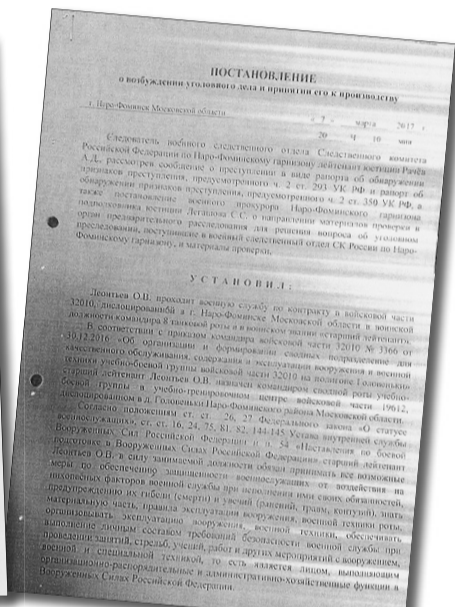 ПОСТАНОВЛЕНИЕ
о возбуждении уголовного дела и принятии его к производству
г. Наро-Фоминск Московской области
« 7 » марта 2017 г
20 ч 10 мин
Следователь военного следственного отдела Следственного комитета
Российской Федерации по Наро-Фоминскому гарнизону лейтенант юстиции Рачёв
А.Д., рассмотрев сообщение о преступлении в виде рапорта об обнаружении
признаков преступления, предусмотренного ч. 2 ст. 293 УК РФ и рапорт об
обнаружении признаков преступления, предусмотренного ч. 2 ст. 350 УК РФ, а
также постановление военного прокурора Наро-Фоминского гарнизона
подполковника юстиции С.С. о направлении материалов проверки в
орган предварительного расследования для решения вопроса об уголовном
преследовании, поступившие в военный следственный отдел СК России по Наро-
Фоминскому гарнизону, и материалы проверки,
УСТАНОВИЛ:
Леонтьев О.В. проходит военную службу по контракту в войсковой части
32010, дислоцированной в г. Наро-Фоминске Московской области в воинской
должности командира 8 танковой роты и в воинском звании «старший лейтенант».
В соответствии с приказом командира войсковой части 32010 № 3366 от
30.12.2016 «Об организации и формировании сводных подразделение для
качественного обслуживания, содержания и эксплуатации вооружения и военной
техники учебно-боевой группы войсковой части 32010 на полигоне Головеньки»
старший лейтенант Леонтьев О.В. назначен командиром сводной роты учебно-
боевой группы в учебно-тренировочном центре войсковой части 19612,
дислоцированном в д. Головеньки Наро-Фоминского района Московской области.
Согласно положениям ст. ст. 26, 27 Федерального закона «О статусе
военнослужащих», ст. ст. 16, 24, 75, 81, 82, 144-145 Устава внутренней службы
Вооруженных Сил Российской Федерации, п. 54 «Наставления по боевой
подготовке в Вооруженных Силах Российской Федерации» старший лейтенант
Леонтьев О.В. в силу занимаемой должности обязан принимать все возможные
меры по обеспечению защищенности военнослужащих от воздействия на
них опасных факторов военной службы при исполнении ими своих обязанностей,
предупреждению их гибели (смерти) и увечий (ранений, травм, контузий), знать
материальную часть, правила эксплуатации вооружения, военной техники роты,
организовывать эксплуатацию вооружения, военной техники, обеспечивать
выполнение личным составом требований безопасности военной службы при
проведении занятий, стрельб, учений, работ и других мероприятий с вооружением,
военной и специальной техникой, то есть является лицом, выполняющим
организационно-распорядительные и административно-хозяйственные функции в
Вооруженных Силах Российской Федерации.